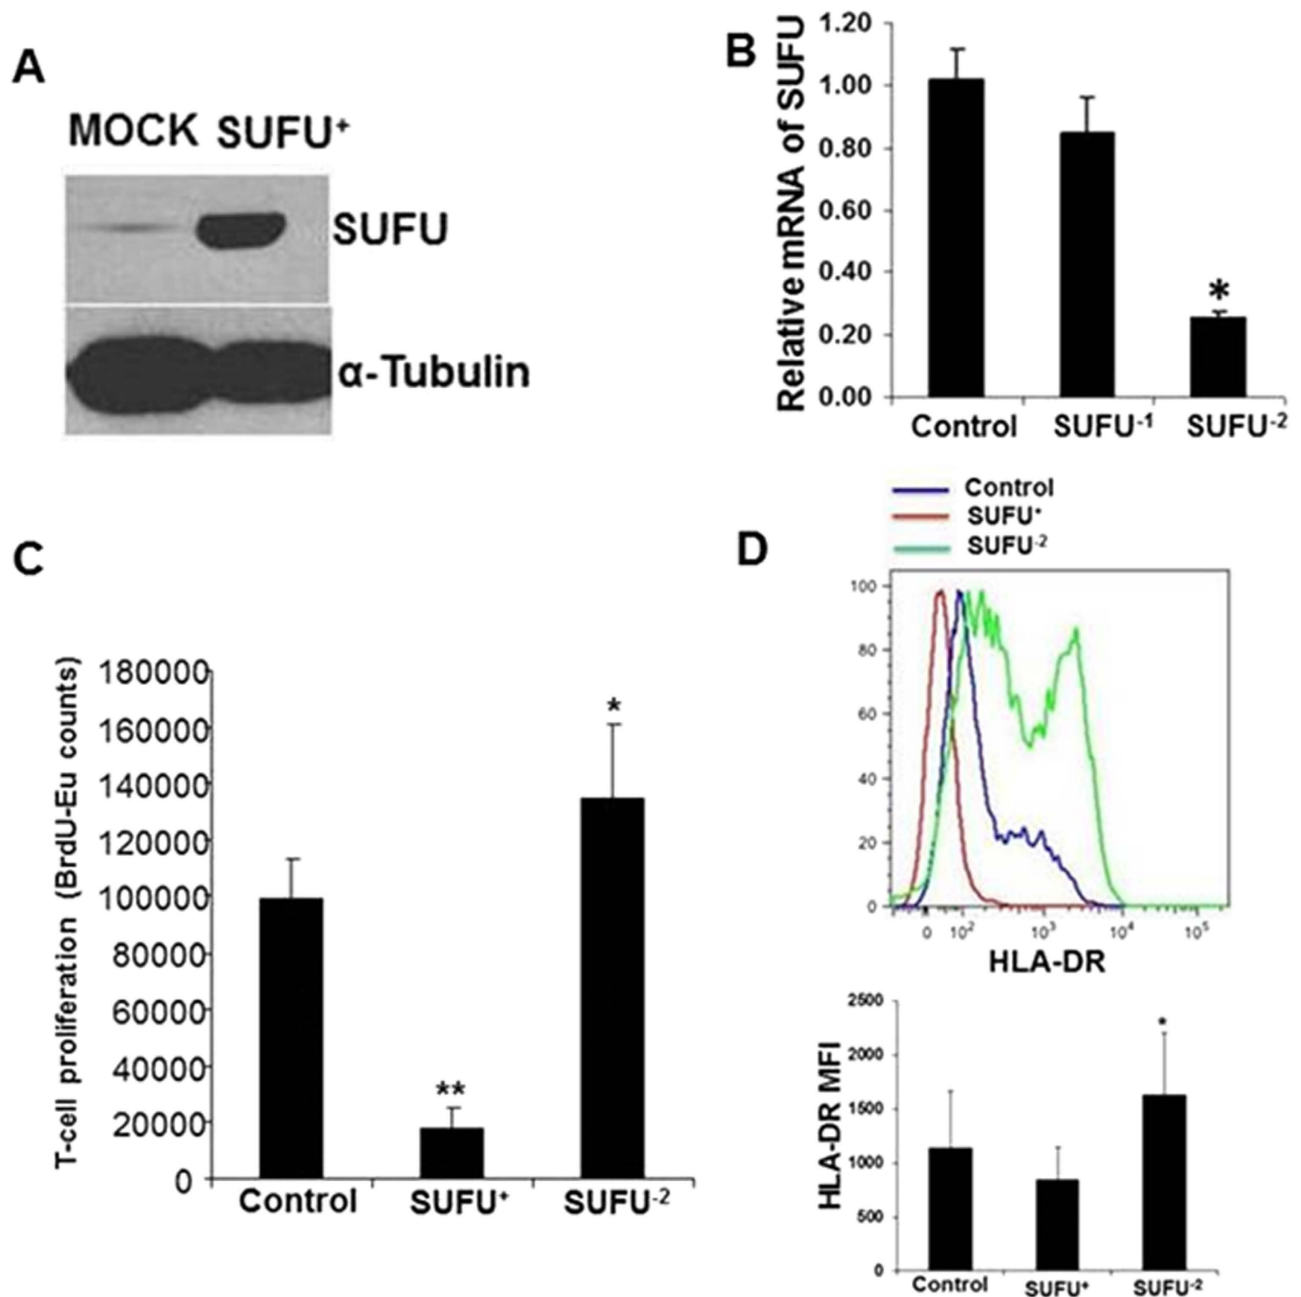 A
MOCK SUFU⁺
SUFU
α-Tubulin
B
Relative mRNA of SUFU
1.20
1.00
0.80
0.60
0.40
0.20
0.00
*
Control SUFU⁻¹ SUFU⁻²
C
T-cell proliferation (BrdU-Eu counts)
180000
160000
140000
120000
100000
80000
60000
40000
20000
0
**
*
Control SUFU⁺ SUFU⁻²
D
Control
SUFU⁺
SUFU⁻²
100
80
60
40
20
0
0 10² 10³ 10⁴ 10⁵
HLA-DR
HLA-DR MFI
2500
2000
1500
1000
500
0
*
Control SUFU⁺ SUFU⁻²